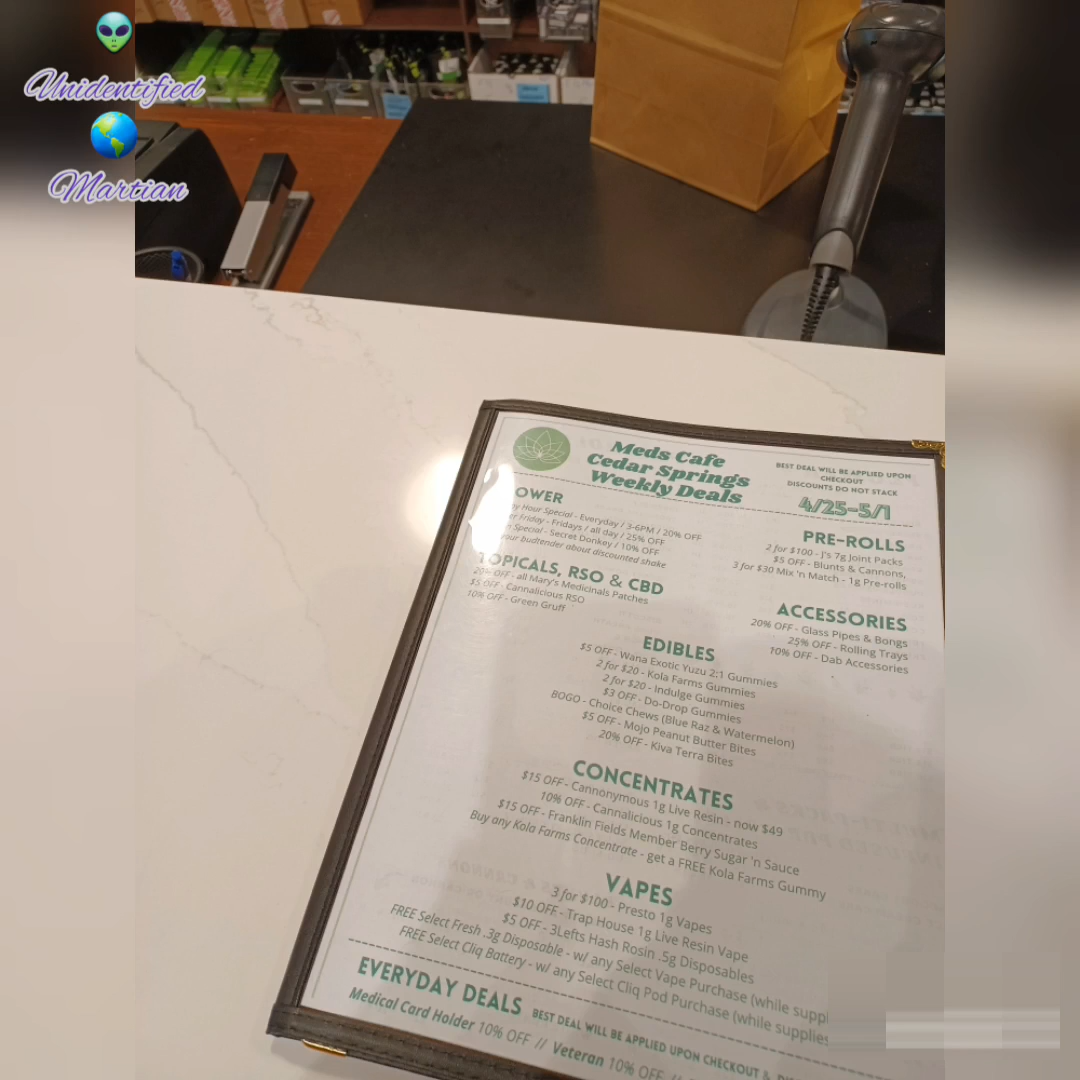 Unidentified
Martian
Meds Cafe
Cedar Springs
Weekly Deals
BEST DEAL WILL BE APPLIED UPON
CHECKOUT
DISCOUNTS DO NOT STACK
4/25-5/1
OWER
Hour Special - Everyday / 3-6PM / 20% OFF
Friday - Fridays / all day / 25% OFF
Special - Secret Donkey / 10% OFF
your budtender about discounted shake
TOPICALS, RSO & CBD
20% OFF - all Mary's Medicinals Patches
$5 OFF - Cannalicious RSO
10% OFF - Green Gruff
PRE-ROLLS
2 for $100 - J's 7g Joint Packs
$5 OFF - Blunts & Cannons,
3 for $30 Mix 'n Match - 1g Pre-rolls
ACCESSORIES
20% OFF - Glass Pipes & Bongs
25% OFF - Rolling Trays
10% OFF - Dab Accessories
EDIBLES
$5 OFF - Wana Exotic Yuzu 2:1 Gummies
2 for $20 - Kola Farms Gummies
2 for $20 - Indulge Gummies
$3 OFF - Do-Drop Gummies
BOGO - Choice Chews (Blue Raz & Watermelon)
$5 OFF - Mojo Peanut Butter Bites
20% OFF - Kiva Terra Bites
CONCENTRATES
$15 OFF - Cannonymous 1g Live Resin - now $49
10% OFF - Cannalicious 1g Concentrates
$15 OFF - Franklin Fields Member Berry Sugar 'n Sauce
Buy any Kola Farms Concentrate - get a FREE Kola Farms Gummy
VAPES
3 for $100 - Presto 1g Vapes
$10 OFF - Trap House 1g Live Resin Vape
$5 OFF - 3Lefts Hash Rosin .5g Disposables
FREE Select Fresh .3g Disposable - w/ any Select Vape Purchase (while suppl
FREE Select Cliq Battery - w/ any Select Cliq Pod Purchase (while supplies
EVERYDAY DEALS BEST DEAL WILL BE APPLIED UPON CHECKOUT &
Medical Card Holder 10% OFF // Veteran 10% OFF //